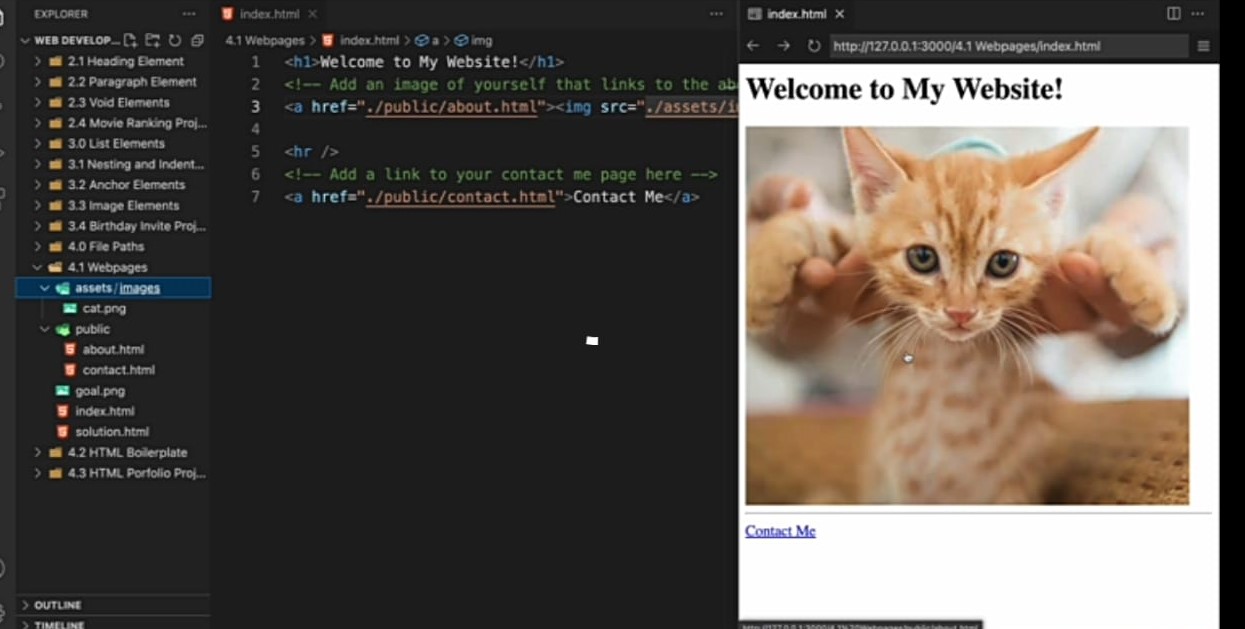 EXPLORER
WEB DEVELOP...
2.1 Heading Element
2.2 Paragraph Element
2.3 Void Elements
2.4 Movie Ranking Proj...
3.0 List Elements
3.1 Nesting and Indent...
3.2 Anchor Elements
3.3 Image Elements
3.4 Birthday Invite Proj...
4.0 File Paths
4.1 Webpages
assets/images
cat.png
public
about.html
contact.html
goal.png
index.html
solution.html
4.2 HTML Boilerplate
4.3 HTML Porfolio Proj...
OUTLINE
TIMELINE
index.html
4.1 Webpages > index.html > a > img
1 <h1>Welcome to My Website!</h1>
2 <!-- Add an image of yourself that links to the ab
3 <a href="./public/about.html"><img src="./assets/i
4
5 <hr />
6 <!-- Add a link to your contact me page here -->
7 <a href="./public/contact.html">Contact Me</a>
index.html
http://127.0.0.1:3000/4.1 Webpages/index.html
Welcome to My Website!
Contact Me